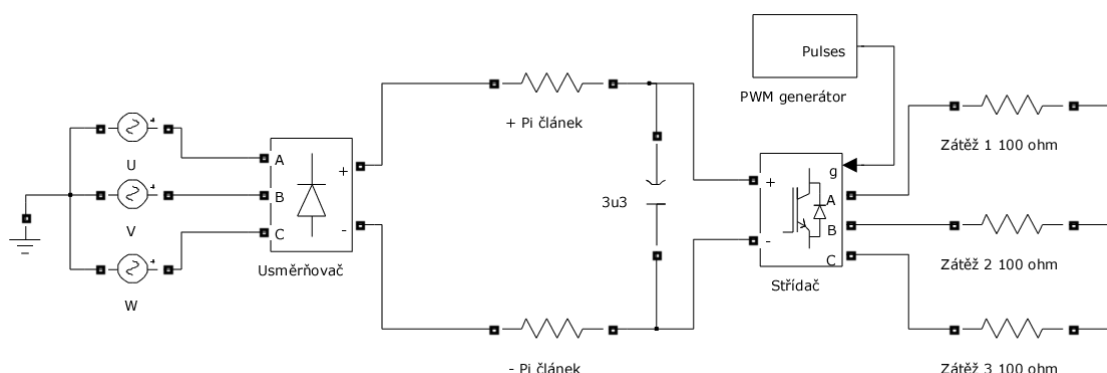 Pulses
PWM generátor
+ Pi článek
Zátěž 1 100 ohm
U
A
B
C
+
-
V
Usměrňovač
W
3u3
g
+
-
A
B
C
Střídač
Zátěž 2 100 ohm
- Pi článek
Zátěž 3 100 ohm